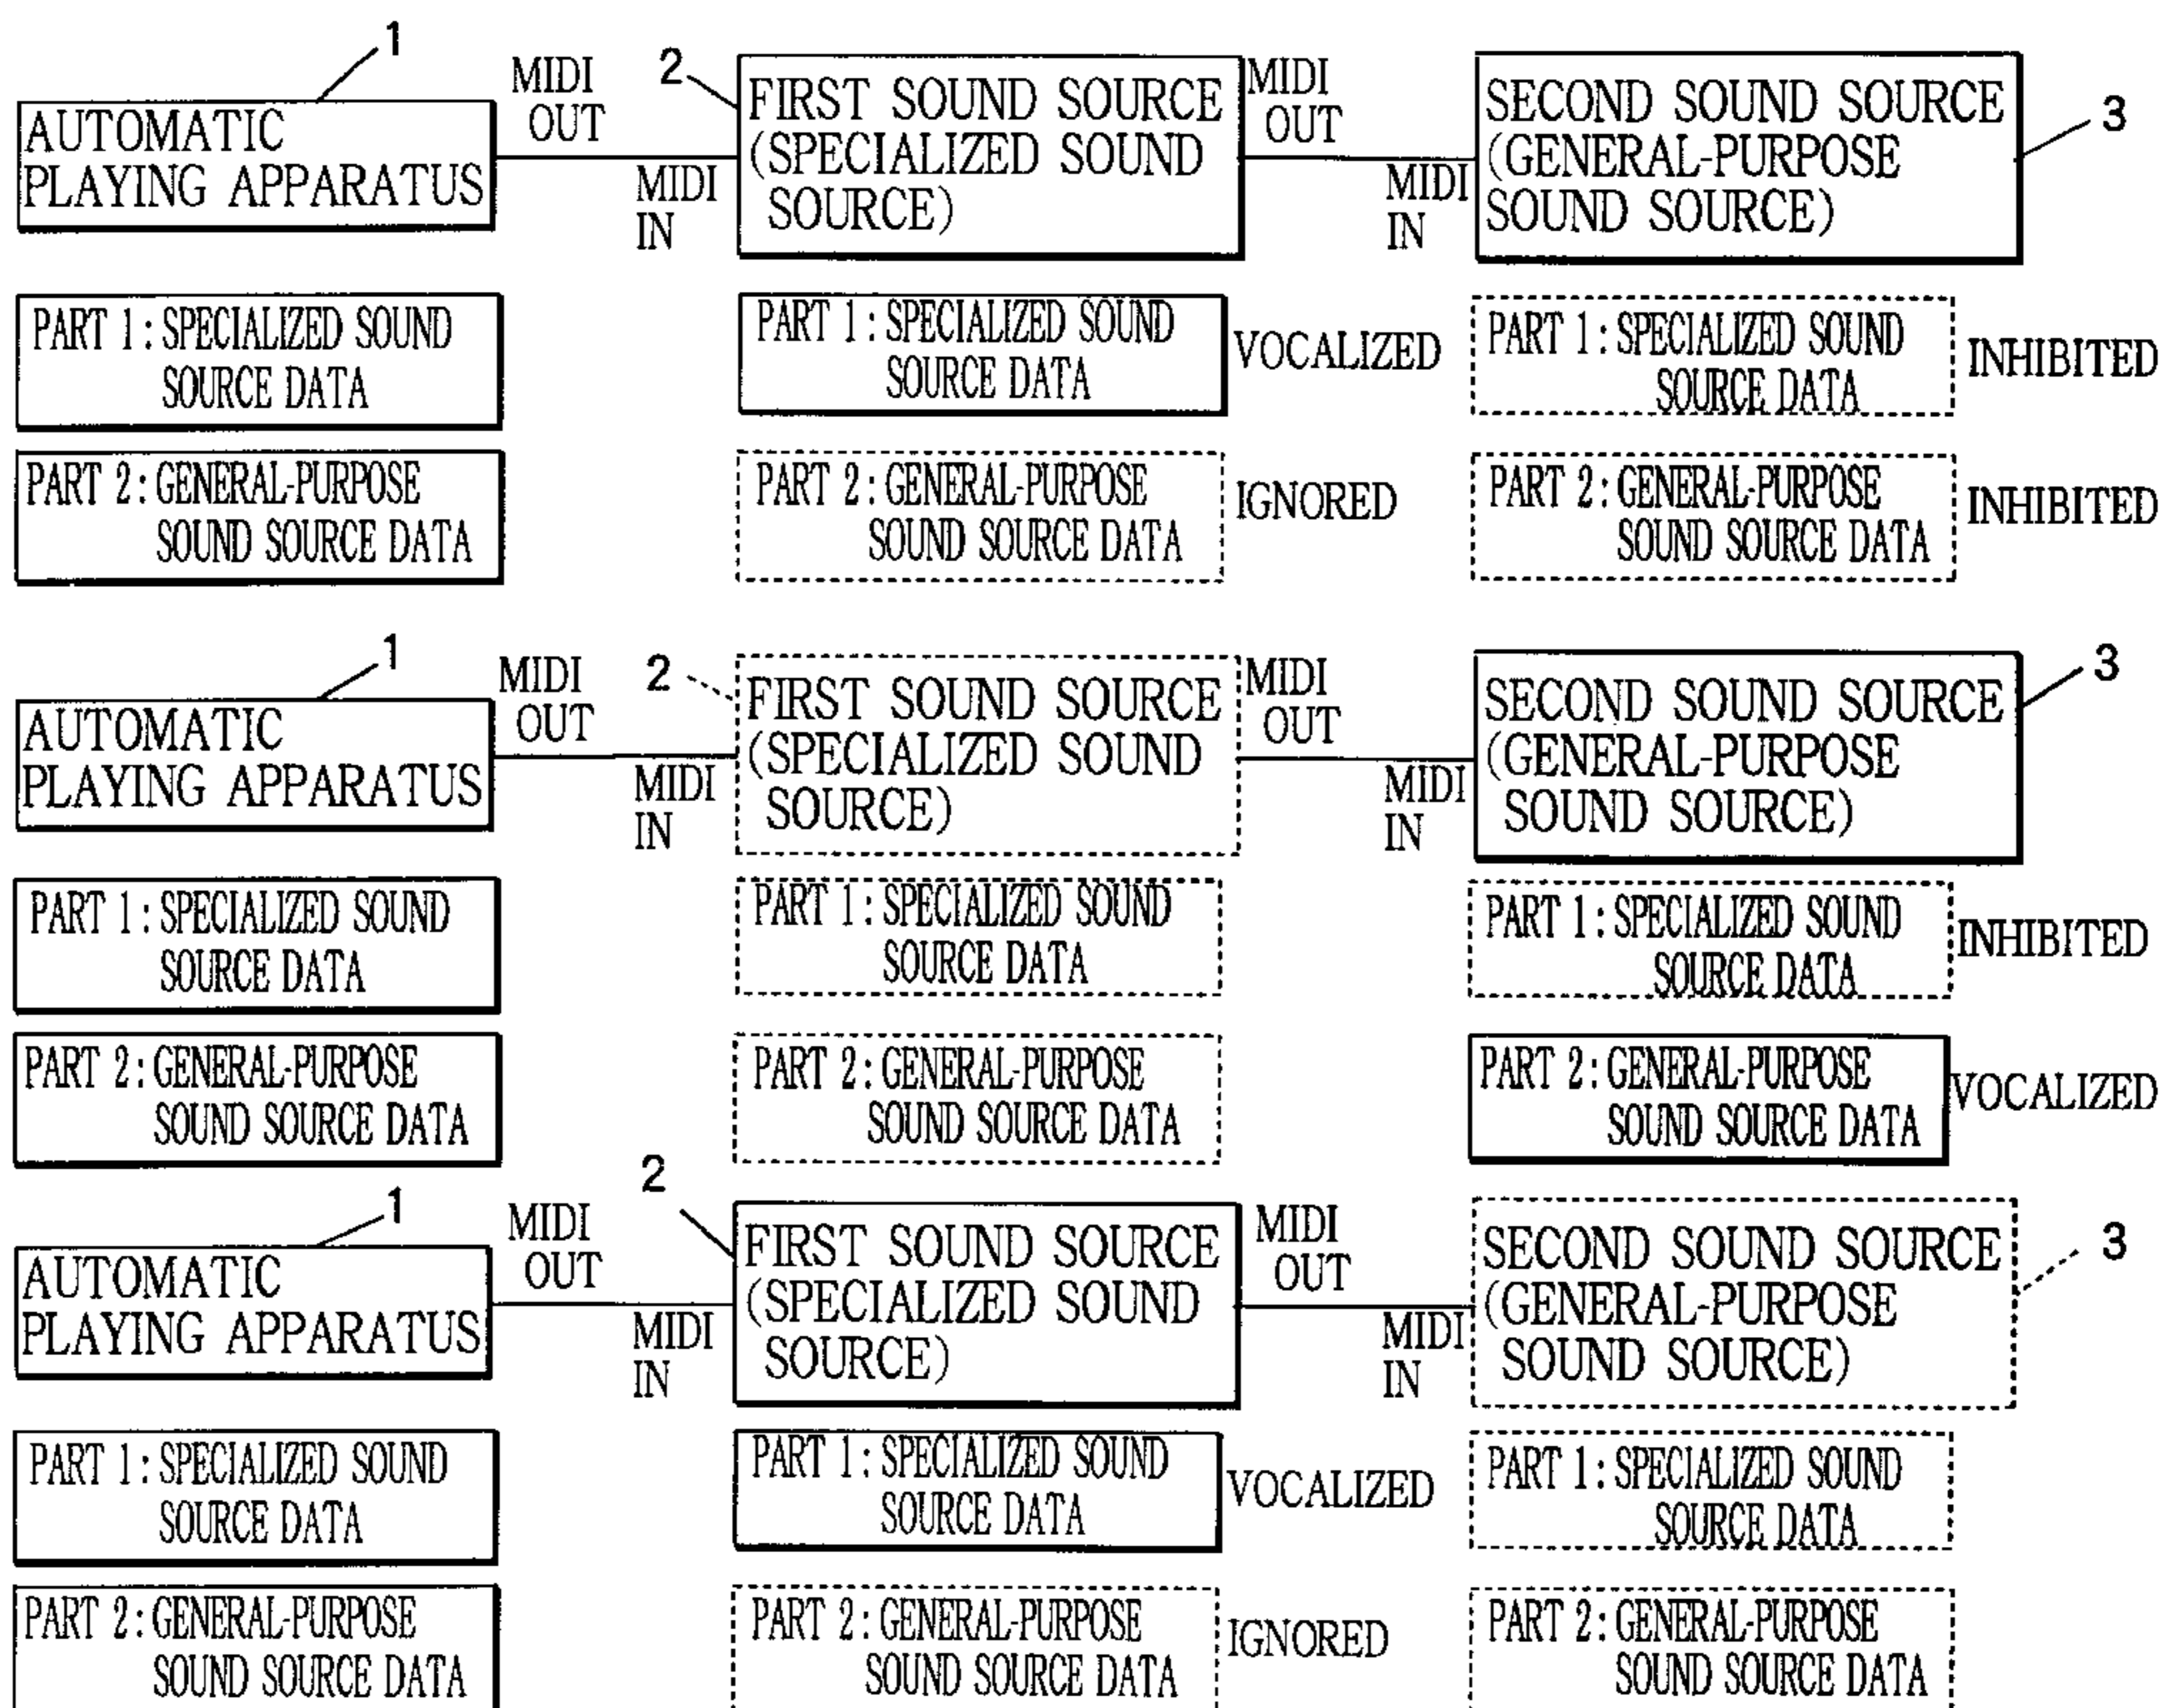 1
MIDI
OUT
2
MIDI
OUT
3
AUTOMATIC
PLAYING APPARATUS
MIDI
IN
FIRST SOUND SOURCE
(SPECIALIZED SOUND
SOURCE)
MIDI
IN
SECOND SOUND SOURCE
(GENERAL-PURPOSE
SOUND SOURCE)
PART 1: SPECIALIZED SOUND
SOURCE DATA
PART 1: SPECIALIZED SOUND
SOURCE DATA
VOCALIZED
PART 1: SPECIALIZED SOUND
SOURCE DATA
INHIBITED
PART 2: GENERAL-PURPOSE
SOUND SOURCE DATA
PART 2: GENERAL-PURPOSE
SOUND SOURCE DATA
IGNORED
PART 2: GENERAL-PURPOSE
SOUND SOURCE DATA
INHIBITED
1
MIDI
OUT
2
MIDI
OUT
3
AUTOMATIC
PLAYING APPARATUS
MIDI
IN
FIRST SOUND SOURCE
(SPECIALIZED SOUND
SOURCE)
MIDI
IN
SECOND SOUND SOURCE
(GENERAL-PURPOSE
SOUND SOURCE)
PART 1: SPECIALIZED SOUND
SOURCE DATA
PART 1: SPECIALIZED SOUND
SOURCE DATA
PART 1: SPECIALIZED SOUND
SOURCE DATA
INHIBITED
PART 2: GENERAL-PURPOSE
SOUND SOURCE DATA
PART 2: GENERAL-PURPOSE
SOUND SOURCE DATA
PART 2: GENERAL-PURPOSE
SOUND SOURCE DATA
VOCALIZED
1
MIDI
OUT
2
MIDI
OUT
3
AUTOMATIC
PLAYING APPARATUS
MIDI
IN
FIRST SOUND SOURCE
(SPECIALIZED SOUND
SOURCE)
MIDI
IN
SECOND SOUND SOURCE
(GENERAL-PURPOSE
SOUND SOURCE)
PART 1: SPECIALIZED SOUND
SOURCE DATA
PART 1: SPECIALIZED SOUND
SOURCE DATA
VOCALIZED
PART 1: SPECIALIZED SOUND
SOURCE DATA
PART 2: GENERAL-PURPOSE
SOUND SOURCE DATA
PART 2: GENERAL-PURPOSE
SOUND SOURCE DATA
IGNORED
PART 2: GENERAL-PURPOSE
SOUND SOURCE DATA